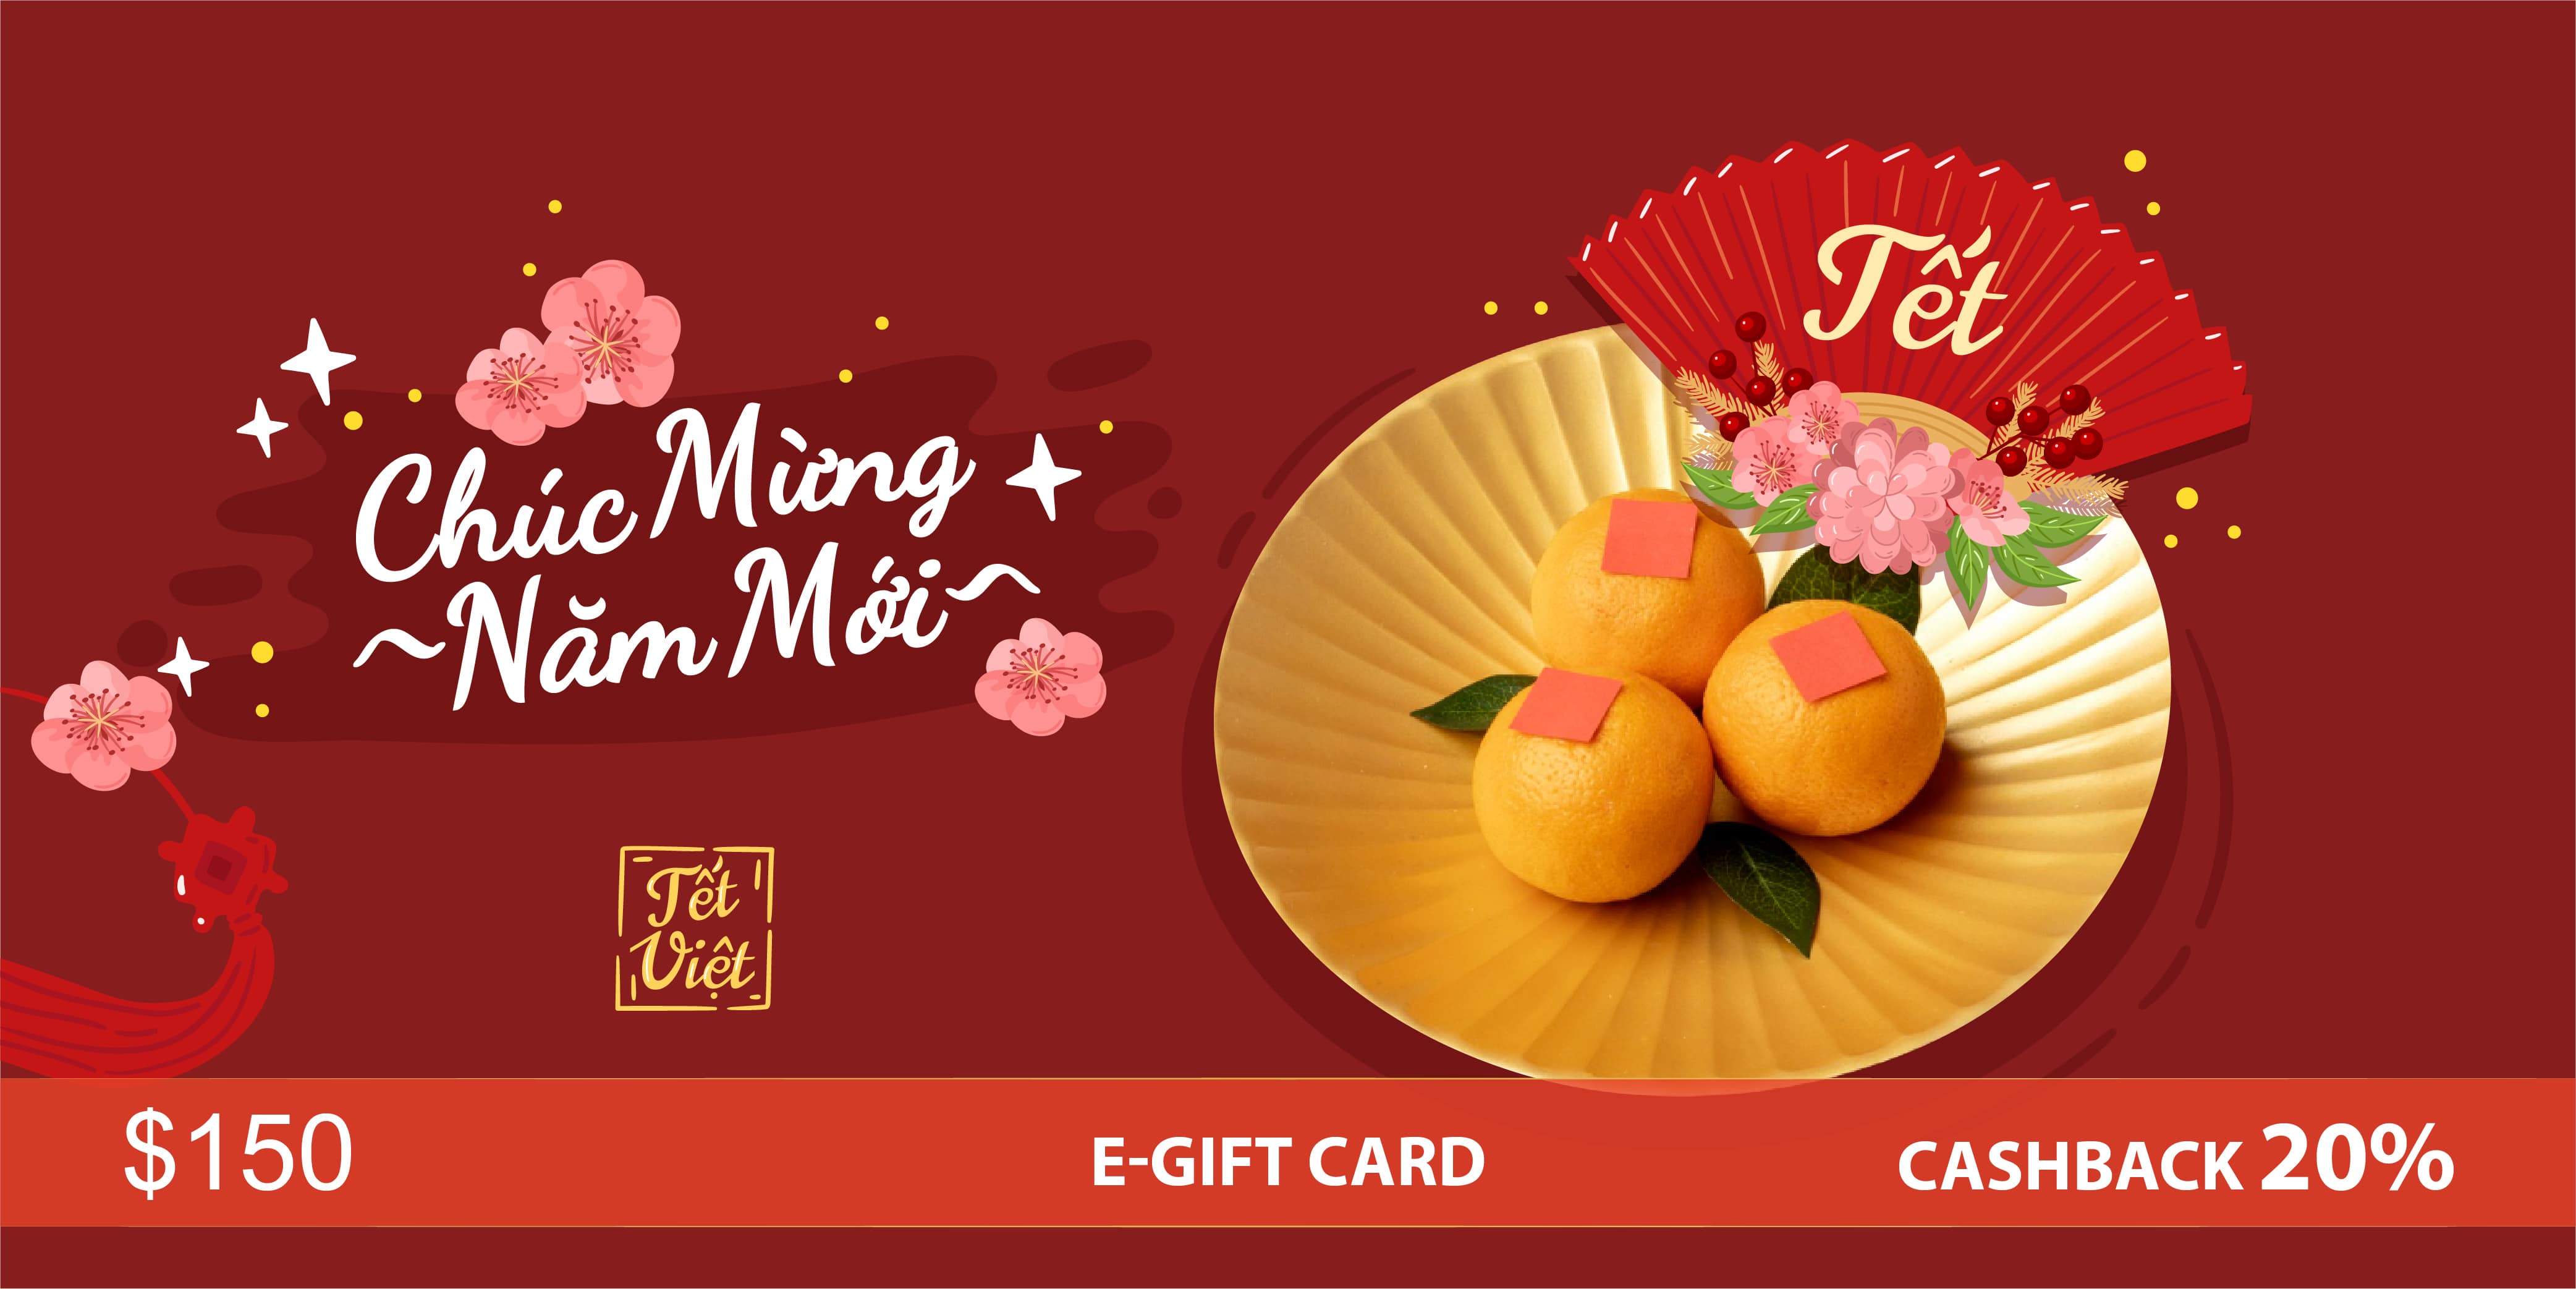 Chúc Mừng
~Năm Mới~
Tết
Tết
Việt
$150
E-GIFT CARD
CASHBACK 20%